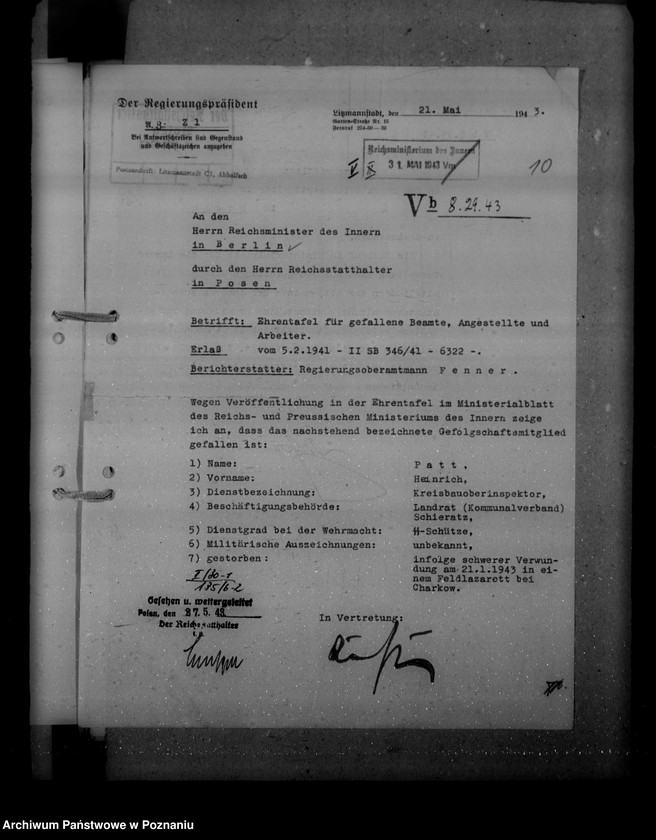 Der Regierungspräsident
A.Z.: Z 1
Bei Antwortschreiben sind Gegenstand
und Geschäftszeichen anzugeben
Litzmannstadt, den 21. Mai 1943.
Reichsministerium des Innern
31. MAI 1943 Vm
10
Vb 8.29.43
An den
Herrn Reichsminister des Innern
in Berlin
durch den Herrn Reichsstatthalter
in Posen
Betrifft: Ehrentafel für gefallene Beamte, Angestellte und
Arbeiter.
Erlaß vom 5.2.1941 - II SB 346/41 - 6322 -.
Berichterstatter: Regierungsoberamtmann Fenner.
Wegen Veröffentlichung in der Ehrentafel im Ministerialblatt
des Reichs- und Preussischen Ministeriums des Innern zeige
ich an, dass das nachstehend bezeichnete Gefolgschaftsmitglied
gefallen ist:
1) Name: Patt,
2) Vorname: Heinrich,
3) Dienstbezeichnung: Kreisbauoberinspektor,
4) Beschäftigungsbehörde: Landrat (Kommunalverband)
Schieratz,
5) Dienstgrad bei der Wehrmacht: ᛋᛋ-Schütze,
6) Militärische Auszeichnungen: unbekannt,
7) gestorben: infolge schwerer Verwun-
dung am 21.1.1943 in ei-
nem Feldlazarett bei
Charkow.
Gesehen u. weitergeleitet
Posen, den 27. 5. 43
Der Reichsstatthalter
I.A.
In Vertretung:
Archiwum Państwowe w Poznaniu